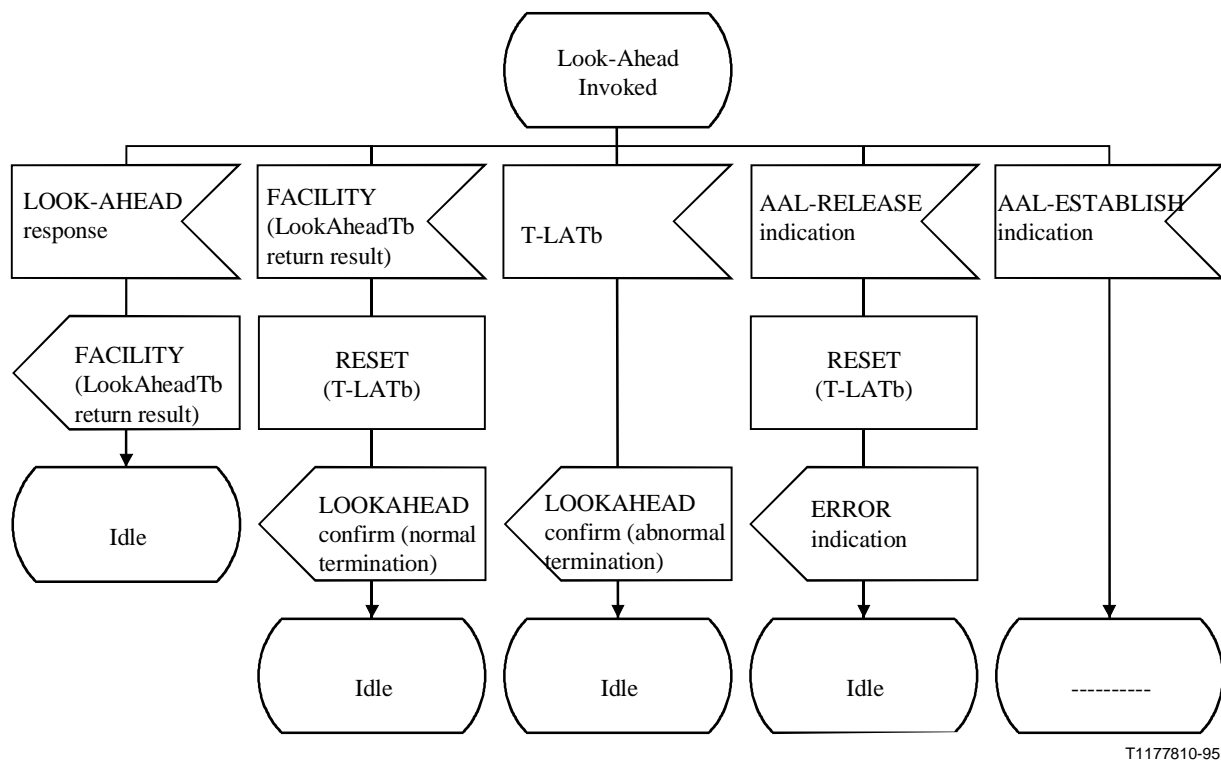 Look-Ahead
Invoked
LOOK-AHEAD
response
FACILITY
(LookAheadTb
return result)
T-LATb
AAL-RELEASE
indication
AAL-ESTABLISH
indication
FACILITY
(LookAheadTb
return result)
RESET
(T-LATb)
RESET
(T-LATb)
Idle
LOOKAHEAD
confirm (normal
termination)
LOOKAHEAD
confirm (abnormal
termination)
ERROR
indication
Idle
Idle
Idle
----------
T1177810-95